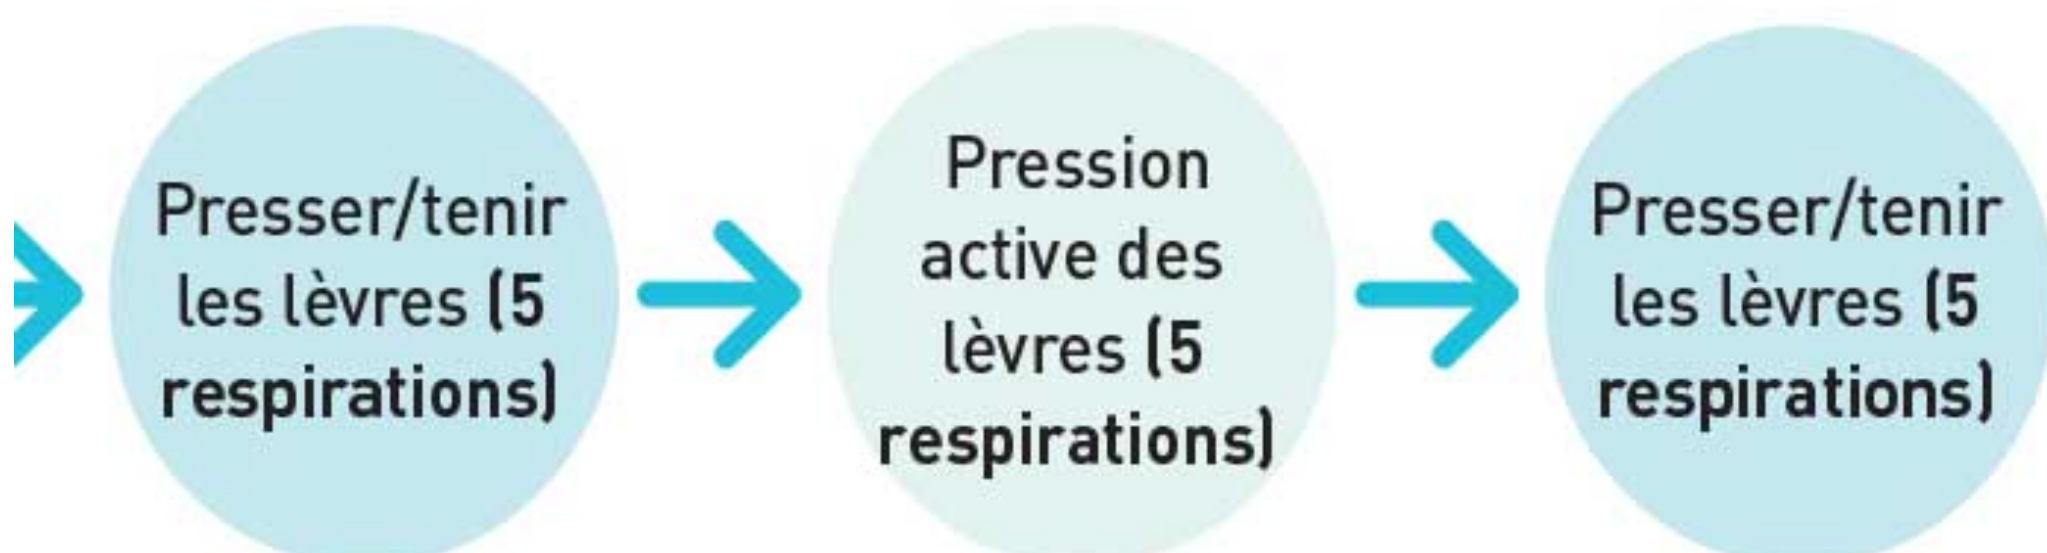 Presser/tenir
les lèvres (5
respirations)
Pression
active des
lèvres (5
respirations)
Presser/tenir
les lèvres (5
respirations)